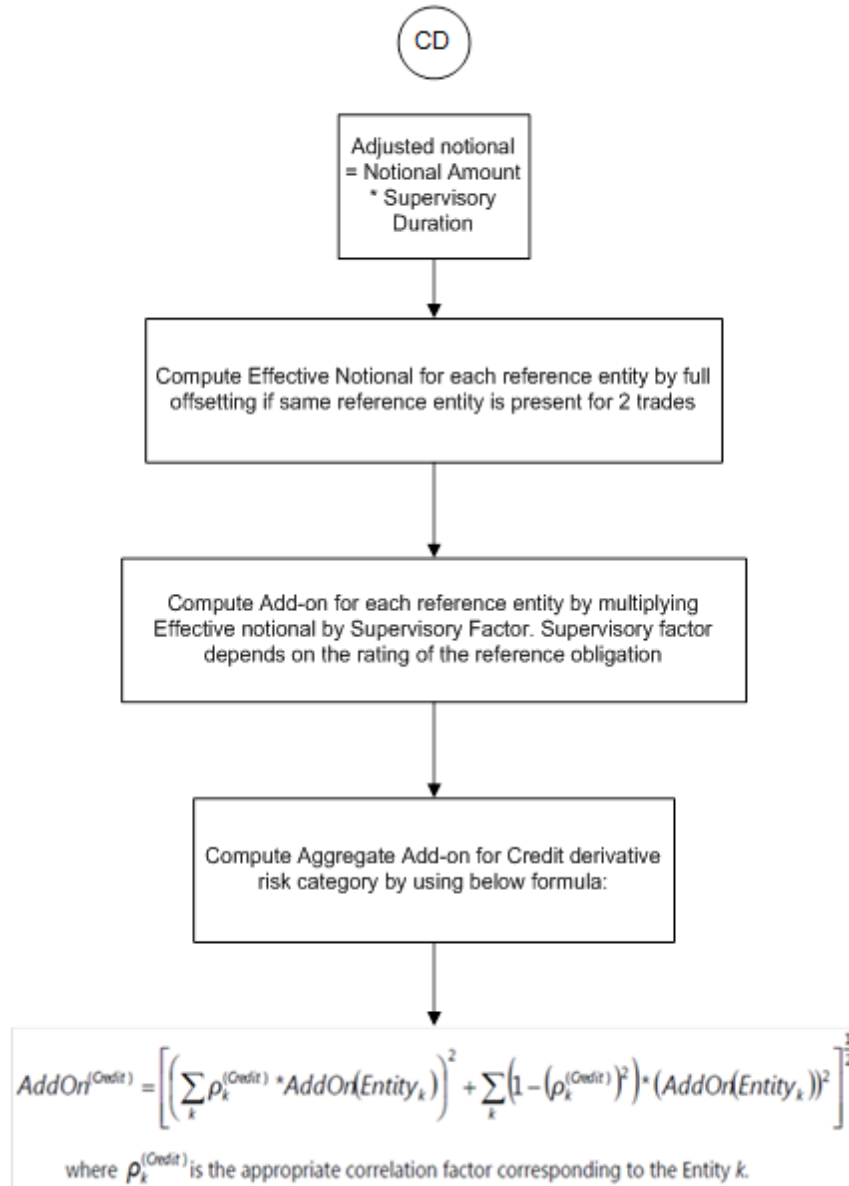 CD
Adjusted notional
= Notional Amount
* Supervisory
Duration
Compute Effective Notional for each reference entity by full
offsetting if same reference entity is present for 2 trades
Compute Add-on for each reference entity by multiplying
Effective notional by Supervisory Factor. Supervisory factor
depends on the rating of the reference obligation
Compute Aggregate Add-on for Credit derivative
risk category by using below formula:
AddOn^(Credit) = [(∑_k ρ_k^(Credit) * AddOn(Entity_k))^2 + ∑_k (1 − (ρ_k^(Credit))^2) * (AddOn(Entity_k))^2]^(1/2)
where ρ_k^(Credit) is the appropriate correlation factor corresponding to the Entity k.